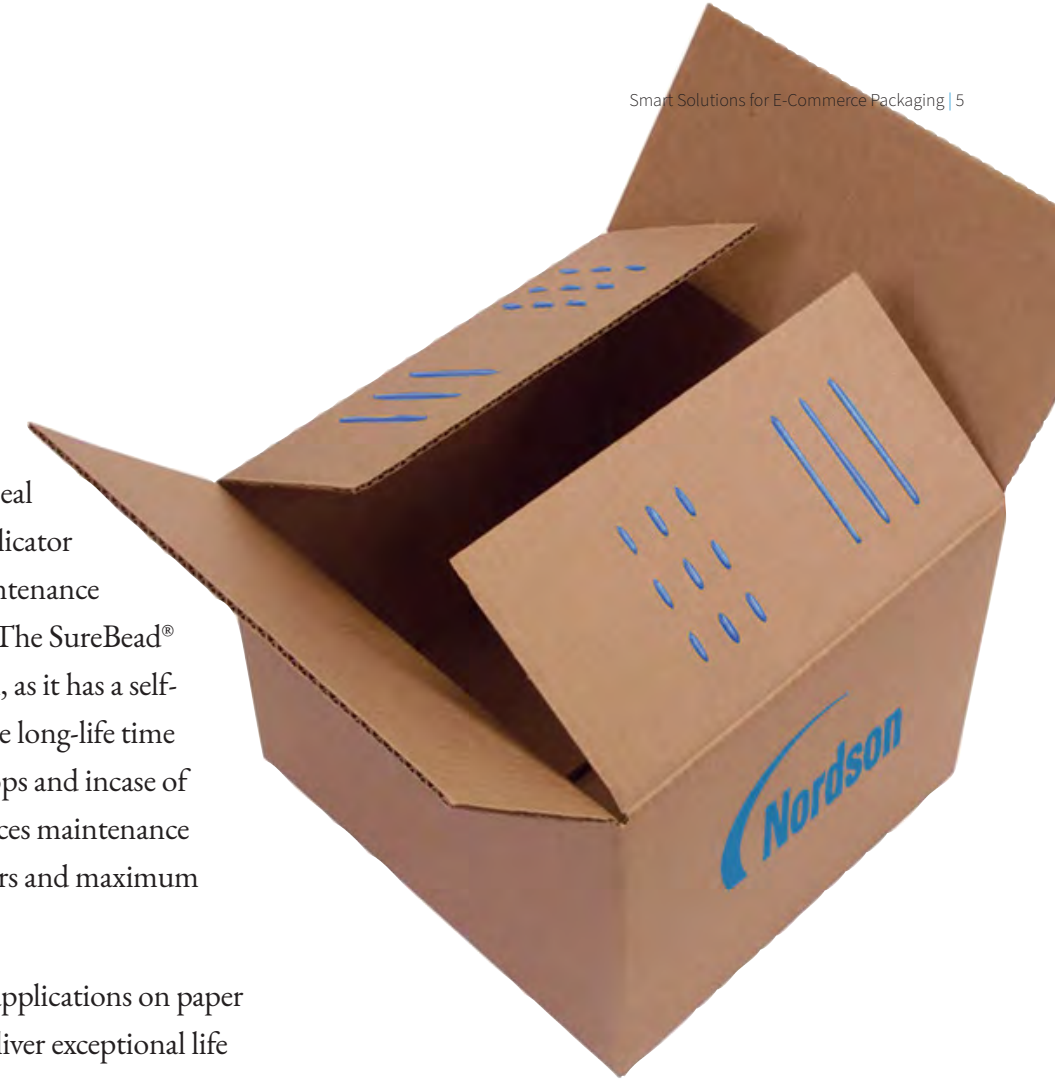 Smart Solutions for E-Commerce Packaging | 5
eal
licator
ntenance
The SureBead®
, as it has a self-
e long-life time
ps and incase of
ces maintenance
rs and maximum
applications on paper
liver exceptional life
Nordson